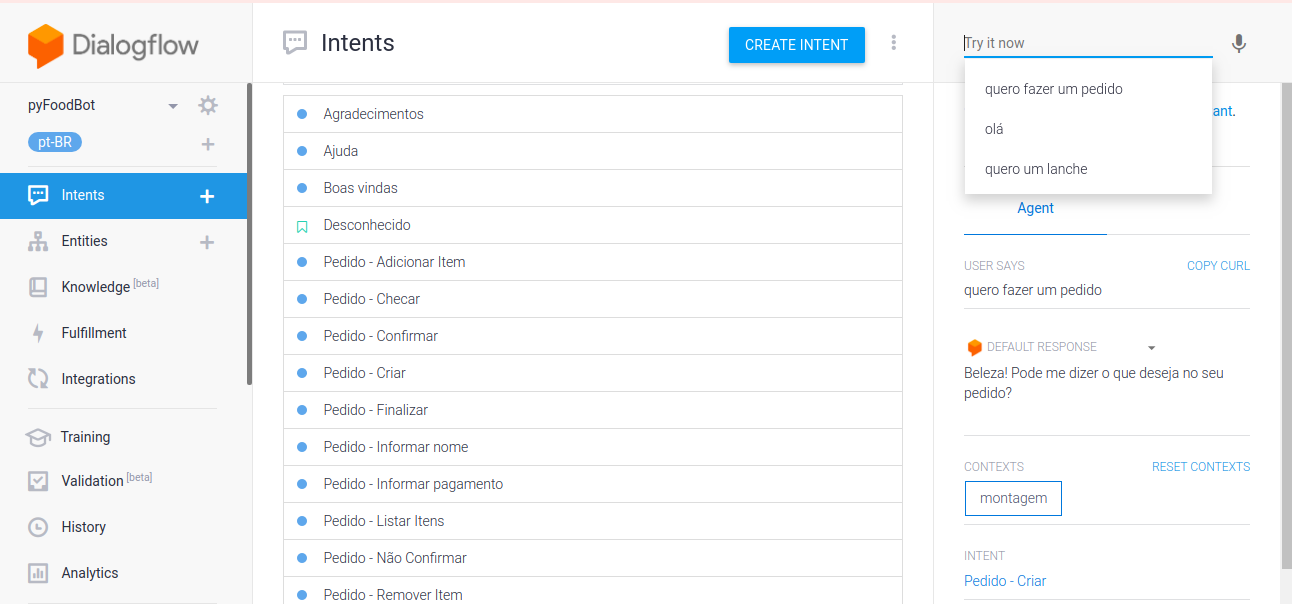 Dialogflow
pyFoodBot
pt-BR
Intents
Entities
Knowledge [beta]
Fulfillment
Integrations
Training
Validation [beta]
History
Analytics
Intents
CREATE INTENT
Agradecimentos
Ajuda
Boas vindas
Desconhecido
Pedido - Adicionar Item
Pedido - Checar
Pedido - Confirmar
Pedido - Criar
Pedido - Finalizar
Pedido - Informar nome
Pedido - Informar pagamento
Pedido - Listar Itens
Pedido - Não Confirmar
Pedido - Remover Item
Try it now
quero fazer um pedido
olá
quero um lanche
ant.
Agent
USER SAYS
COPY CURL
quero fazer um pedido
DEFAULT RESPONSE
Beleza! Pode me dizer o que deseja no seu
pedido?
CONTEXTS
RESET CONTEXTS
montagem
INTENT
Pedido - Criar